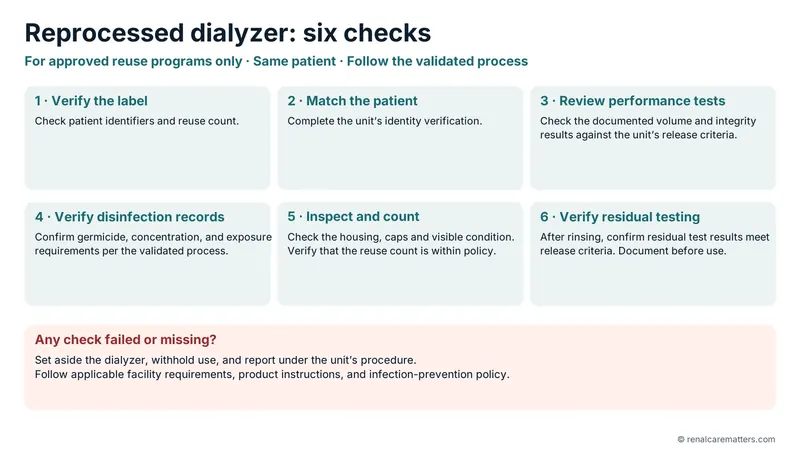 Reprocessed dialyzer: six checks
For approved reuse programs only · Same patient · Follow the validated process
1 · Verify the label
Check patient identifiers and reuse count.
2 · Match the patient
Complete the unit's identity verification.
3 · Review performance tests
Check the documented volume and integrity
results against the unit's release criteria.
4 · Verify disinfection records
Confirm germicide, concentration, and exposure
requirements per the validated process.
5 · Inspect and count
Check the housing, caps and visible condition.
Verify that the reuse count is within policy.
6 · Verify residual testing
After rinsing, confirm residual test results meet
release criteria. Document before use.
Any check failed or missing?
Set aside the dialyzer, withhold use, and report under the unit's procedure.
Follow applicable facility requirements, product instructions, and infection-prevention policy.
© renalcarematters.com